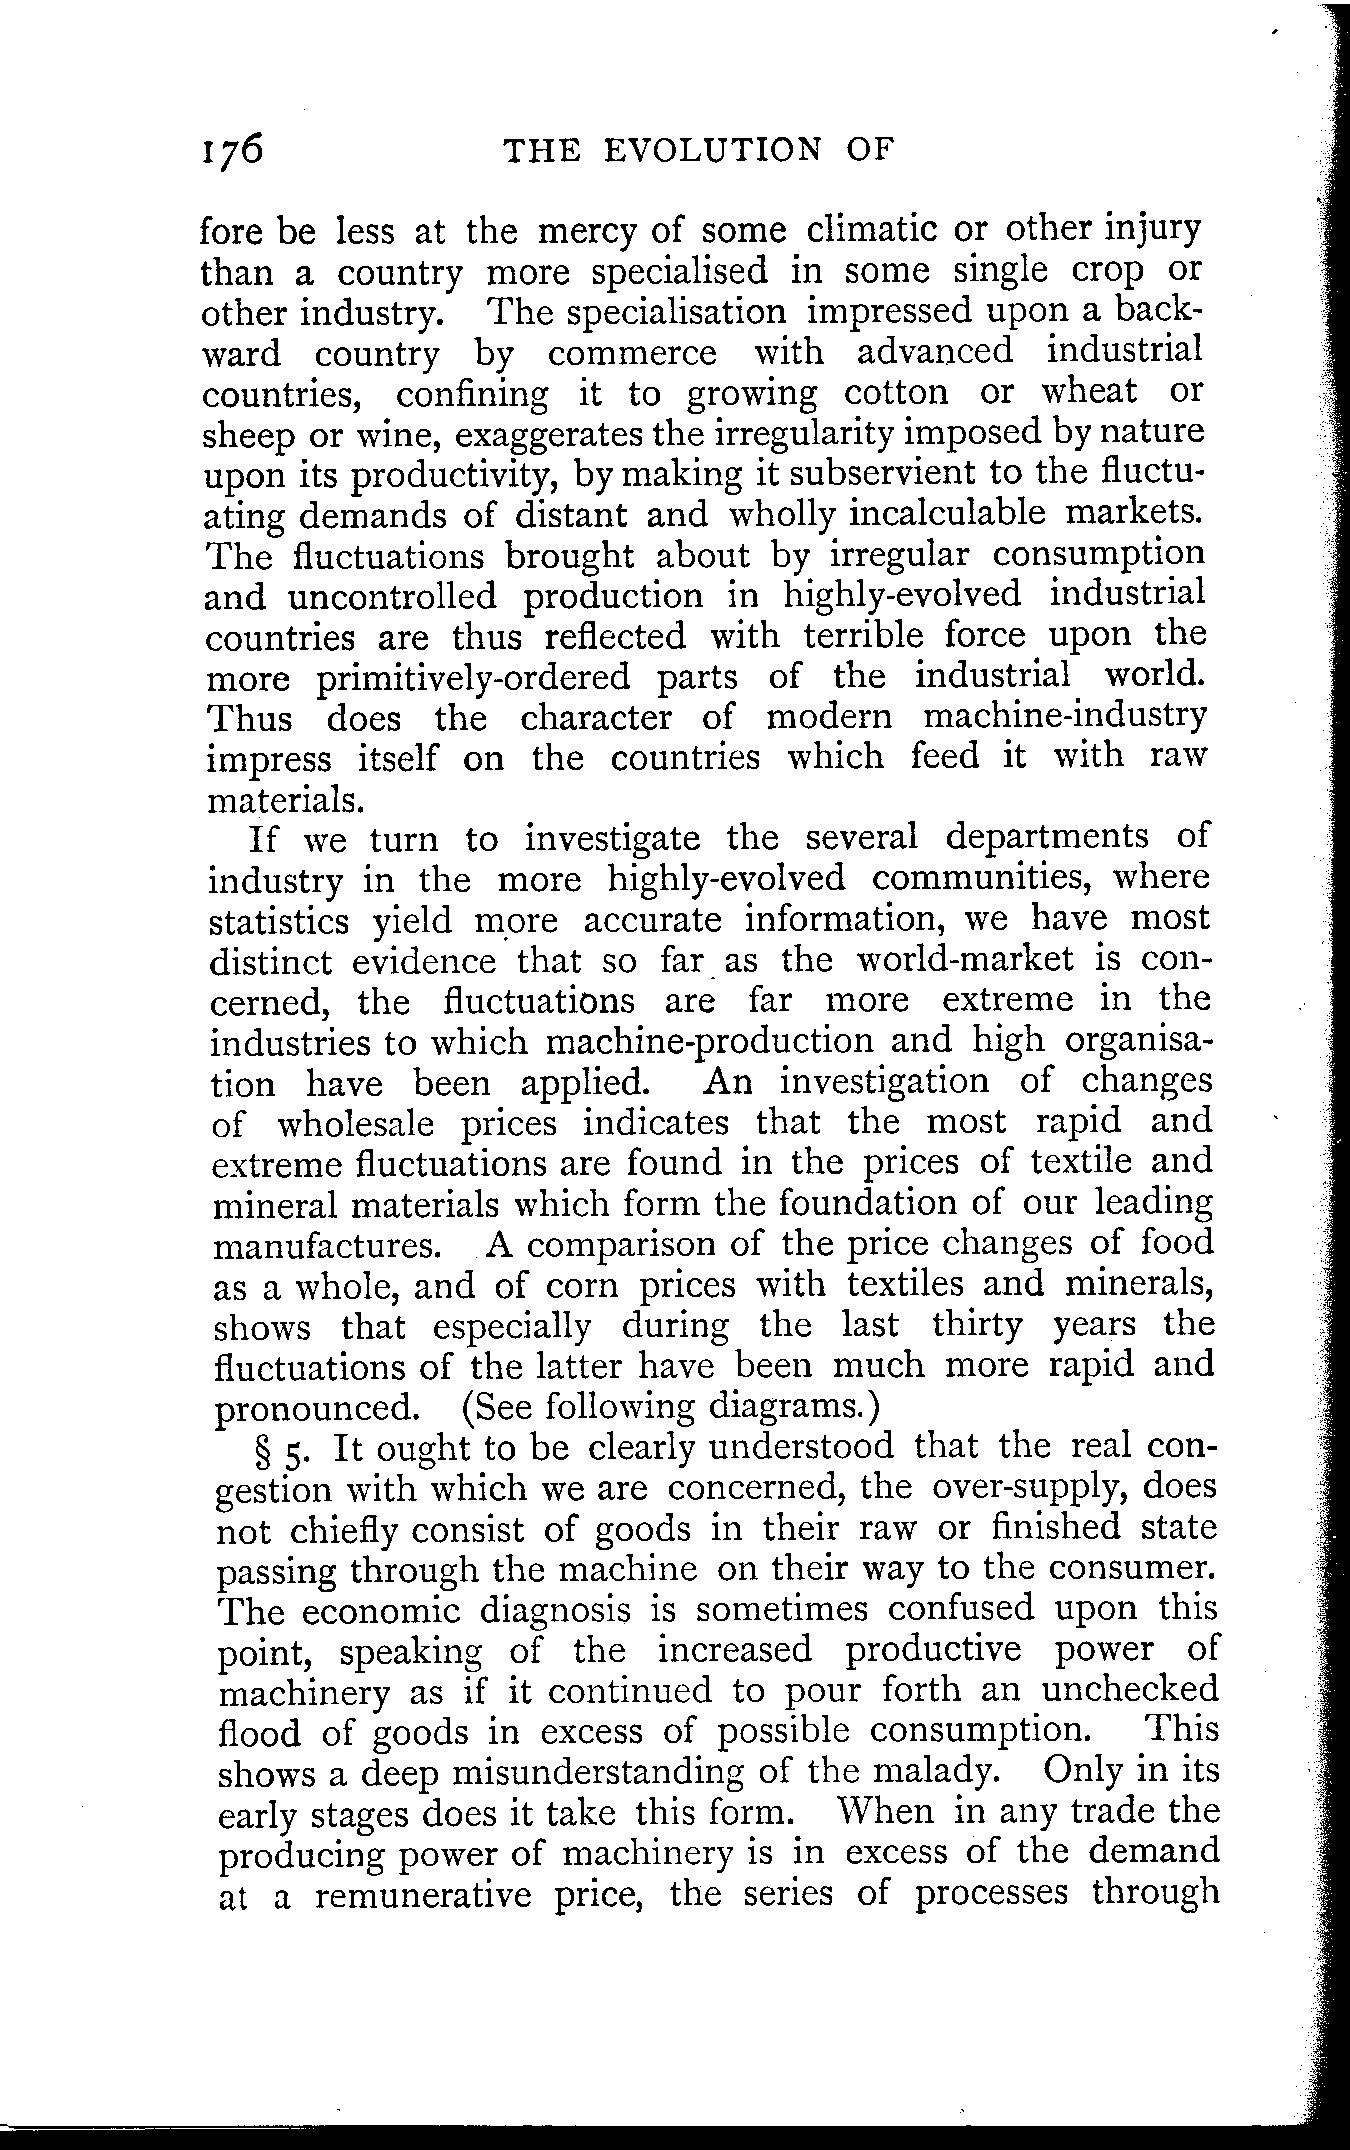 176 THE EVOLUTION OF
fore be less at the mercy of some climatic or other injury
than a country more specialised in some single crop or
other industry. The specialisation impressed upon a back-
ward country by commerce with advanced industrial
countries, confining it to growing cotton or wheat or
sheep or wine, exaggerates the irregularity imposed by nature
upon its productivity, by making it subservient to the fluctu-
ating demands of distant and wholly incalculable markets.
The fluctuations brought about by irregular consumption
and uncontrolled production in highly-evolved industrial
countries are thus reflected with terrible force upon the
more primitively-ordered parts of the industrial world.
Thus does the character of modern machine-industry
impress itself on the countries which feed it with raw
materials.
If we turn to investigate the several departments of
industry in the more highly-evolved communities, where
statistics yield more accurate information, we have most
distinct evidence that so far as the world-market is con-
cerned, the fluctuations are far more extreme in the
industries to which machine-production and high organisa-
tion have been applied. An investigation of changes
of wholesale prices indicates that the most rapid and
extreme fluctuations are found in the prices of textile and
mineral materials which form the foundation of our leading
manufactures. A comparison of the price changes of food
as a whole, and of corn prices with textiles and minerals,
shows that especially during the last thirty years the
fluctuations of the latter have been much more rapid and
pronounced. (See following diagrams.)
§ 5. It ought to be clearly understood that the real con-
gestion with which we are concerned, the over-supply, does
not chiefly consist of goods in their raw or finished state
passing through the machine on their way to the consumer.
The economic diagnosis is sometimes confused upon this
point, speaking of the increased productive power of
machinery as if it continued to pour forth an unchecked
flood of goods in excess of possible consumption. This
shows a deep misunderstanding of the malady. Only in its
early stages does it take this form. When in any trade the
producing power of machinery is in excess of the demand
at a remunerative price, the series of processes through